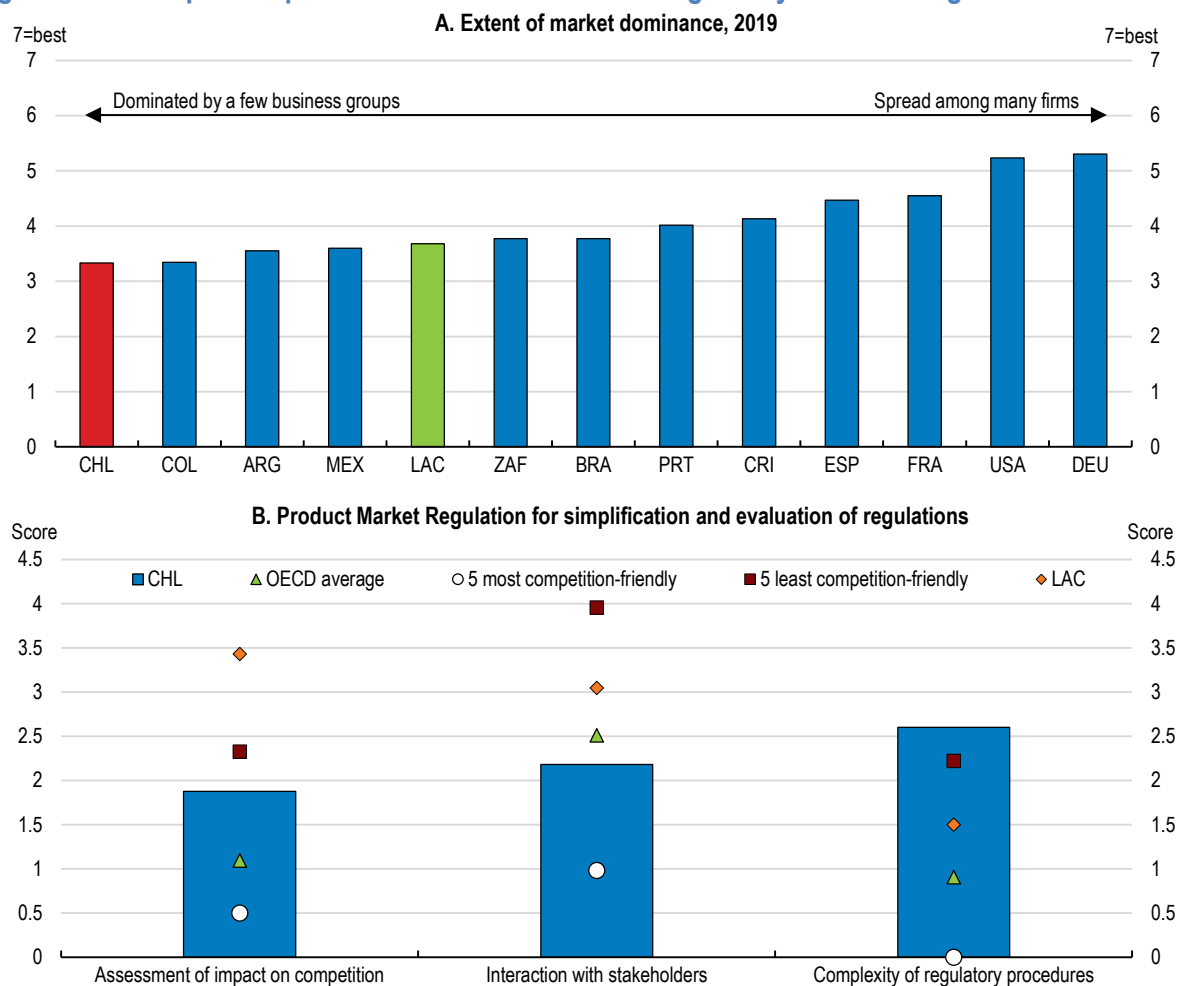 A. Extent of market dominance, 2019
7=best 7=best
7 7
Dominated by a few business groups Spread among many firms
6 6
5 5
4 4
3 3
2 2
1 1
0 0
CHL COL ARG MEX LAC ZAF BRA PRT CRI ESP FRA USA DEU
B. Product Market Regulation for simplification and evaluation of regulations
Score Score
4.5 4.5
CHL OECD average 5 most competition-friendly 5 least competition-friendly LAC
4 4
3.5 3.5
3 3
2.5 2.5
2 2
1.5 1.5
1 1
0.5 0.5
0 0
Assessment of impact on competition Interaction with stakeholders Complexity of regulatory procedures